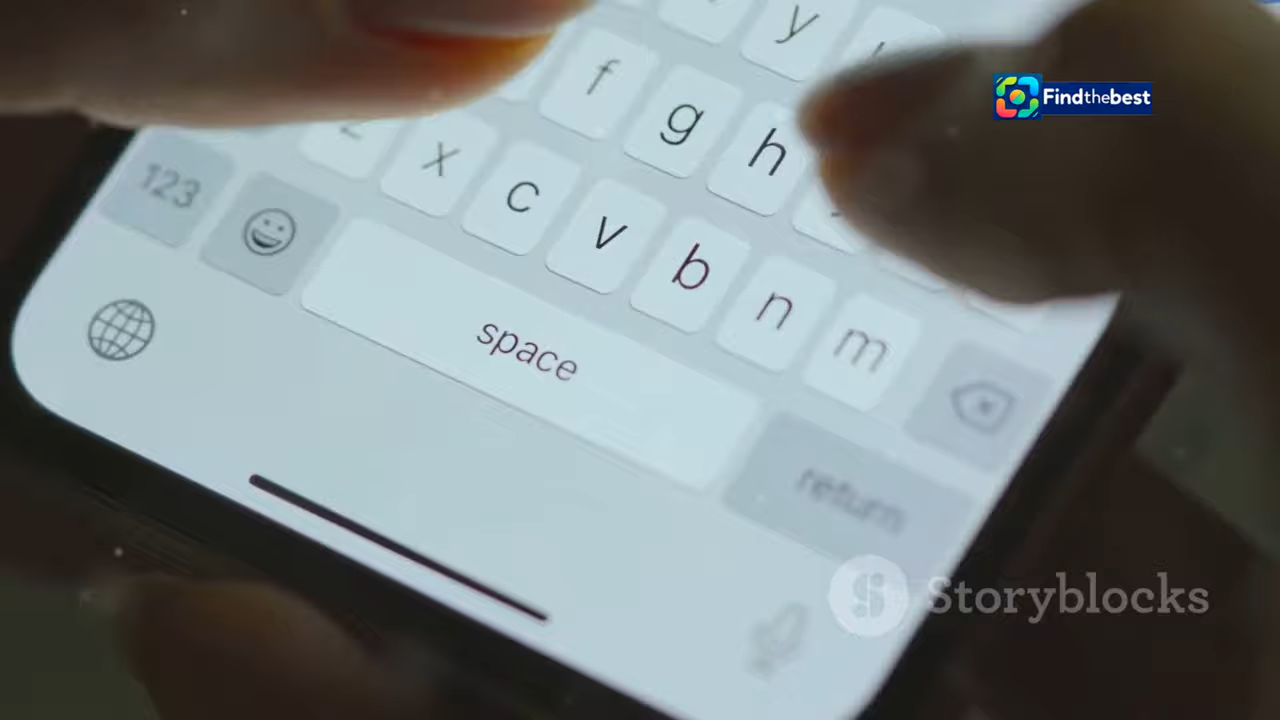 y
Findthebest
f g h
x c v b n m
123
space
return
Storyblocks